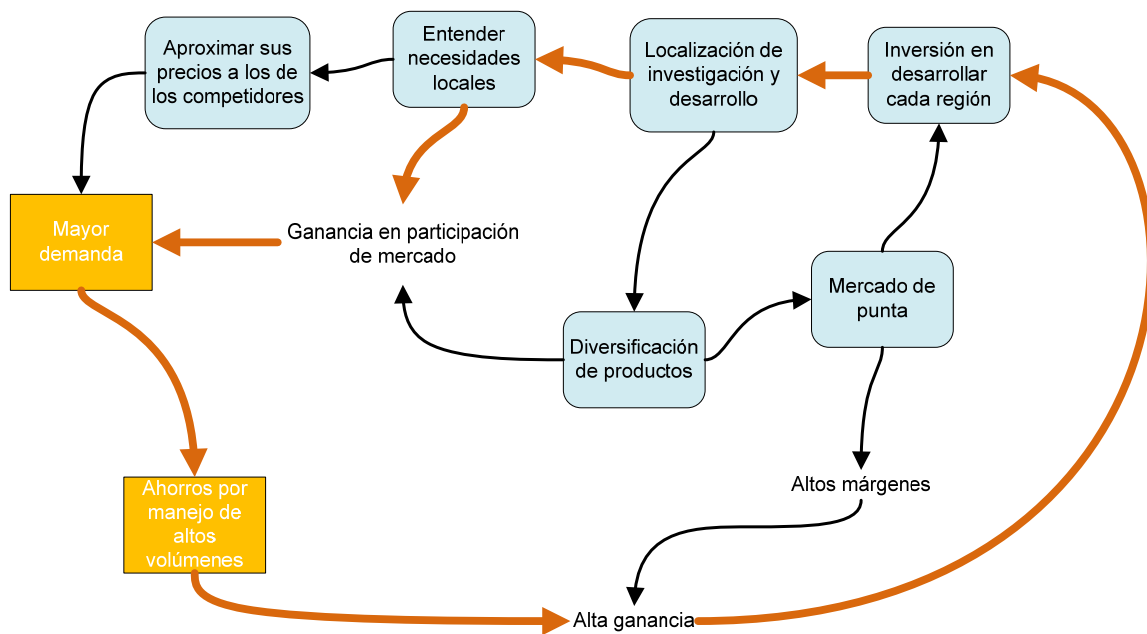 Aproximar sus
precios a los de
los competidores
Entender
necesidades
locales
Localización de
investigación y
desarrollo
Inversión en
desarrollar
cada región
Mayor
demanda
Ganancia en participación
de mercado
Mercado de
punta
Diversificación
de productos
Altos márgenes
Ahorros por
manejo de
altos
volúmenes
Alta ganancia